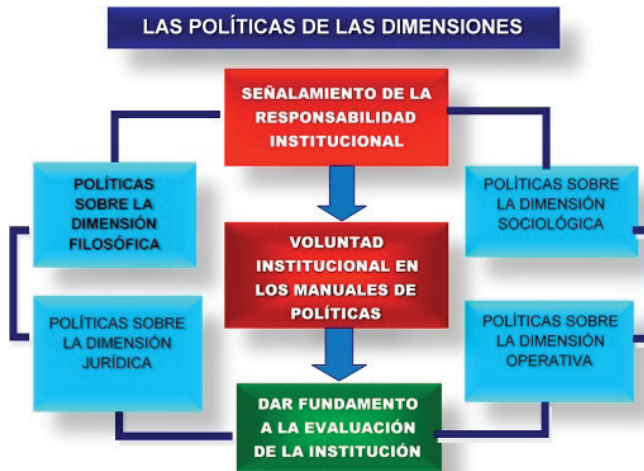 LAS POLÍTICAS DE LAS DIMENSIONES
SEÑALAMIENTO DE LA
RESPONSABILIDAD
INSTITUCIONAL
POLÍTICAS
SOBRE LA
DIMENSIÓN
FILOSÓFICA
POLÍTICAS SOBRE
LA DIMENSIÓN
SOCIOLÓGICA
VOLUNTAD
INSTITUCIONAL EN
LOS MANUALES DE
POLÍTICAS
POLÍTICAS SOBRE
LA DIMENSIÓN
JURÍDICA
POLÍTICAS SOBRE
LA DIMENSIÓN
OPERATIVA
DAR FUNDAMENTO
A LA EVALUACIÓN
DE LA INSTITUCIÓN